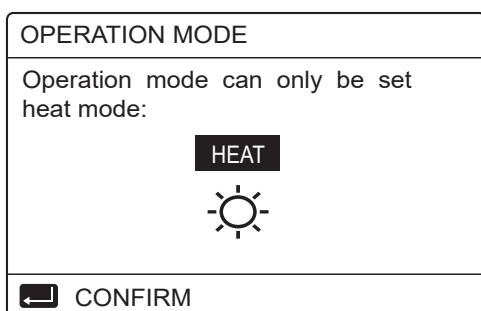 OPERATION MODE
Operation mode can only be set
heat mode:
HEAT
CONFIRM